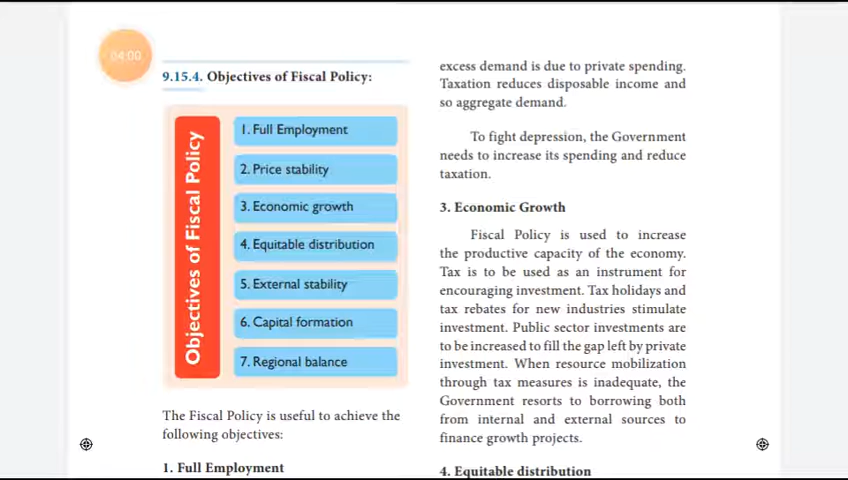 04:00
9.15.4. Objectives of Fiscal Policy:
Objectives of Fiscal Policy
1. Full Employment
2. Price stability
3. Economic growth
4. Equitable distribution
5. External stability
6. Capital formation
7. Regional balance
The Fiscal Policy is useful to achieve the
following objectives:
1. Full Employment
excess demand is due to private spending.
Taxation reduces disposable income and
so aggregate demand.
To fight depression, the Government
needs to increase its spending and reduce
taxation.
3. Economic Growth
Fiscal Policy is used to increase
the productive capacity of the economy.
Tax is to be used as an instrument for
encouraging investment. Tax holidays and
tax rebates for new industries stimulate
investment. Public sector investments are
to be increased to fill the gap left by private
investment. When resource mobilization
through tax measures is inadequate, the
Government resorts to borrowing both
from internal and external sources to
finance growth projects.
4. Equitable distribution